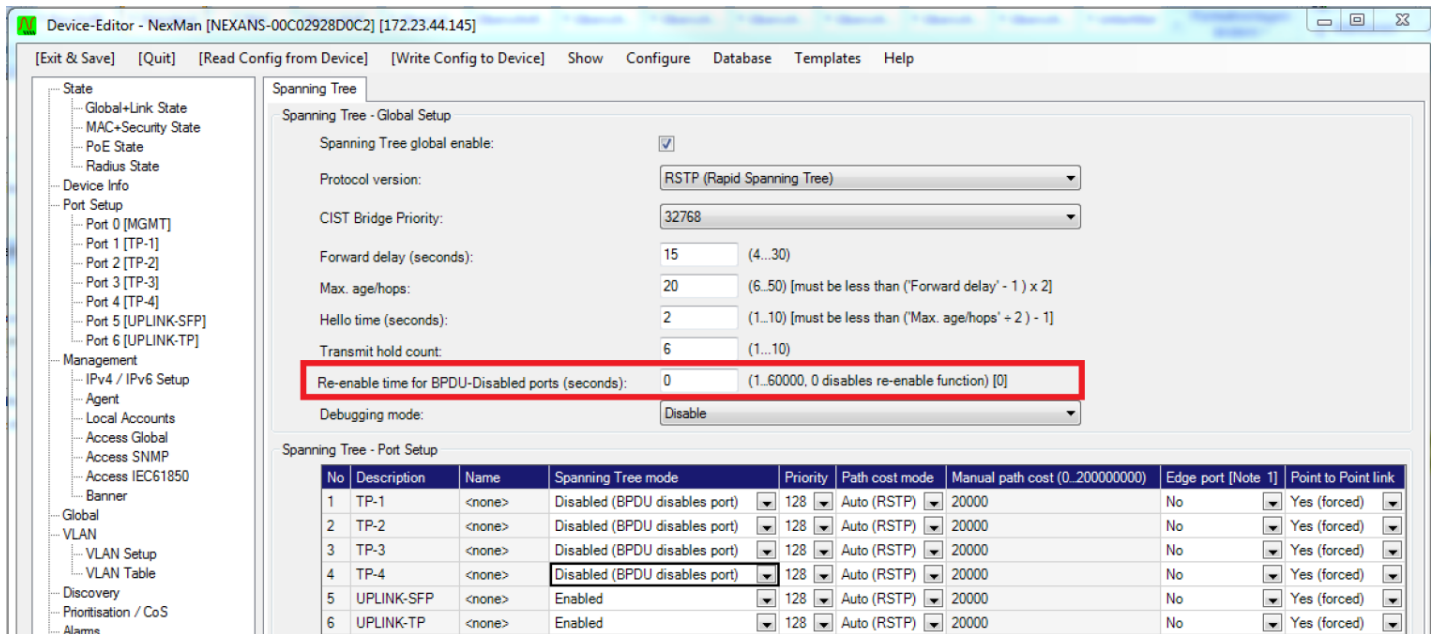 Device-Editor - NexMan [NEXANS-00C02928D0C2] [172.23.44.145]
[Exit & Save] [Quit] [Read Config from Device] [Write Config to Device] Show Configure Database Templates Help
State
Global+Link State
MAC+Security State
PoE State
Radius State
Device Info
Port Setup
Port 0 [MGMT]
Port 1 [TP-1]
Port 2 [TP-2]
Port 3 [TP-3]
Port 4 [TP-4]
Port 5 [UPLINK-SFP]
Port 6 [UPLINK-TP]
Management
IPv4 / IPv6 Setup
Agent
Local Accounts
Access Global
Access SNMP
Access IEC61850
Banner
Global
VLAN
VLAN Setup
VLAN Table
Discovery
Prioritisation / CoS
Alarms
Spanning Tree
Spanning Tree - Global Setup
Spanning Tree global enable:
Protocol version: RSTP (Rapid Spanning Tree)
CIST Bridge Priority: 32768
Forward delay (seconds): 15 (4...30)
Max. age/hops: 20 (6..50) [must be less than ('Forward delay' - 1 ) x 2]
Hello time (seconds): 2 (1...10) [must be less than ('Max. age/hops' ÷ 2 ) - 1]
Transmit hold count: 6 (1...10)
Re-enable time for BPDU-Disabled ports (seconds): 0 (1...60000, 0 disables re-enable function) [0]
Debugging mode: Disable
Spanning Tree - Port Setup
No Description Name Spanning Tree mode Priority Path cost mode Manual path cost (0...200000000) Edge port [Note 1] Point to Point link
1 TP-1 <none> Disabled (BPDU disables port) 128 Auto (RSTP) 20000 No Yes (forced)
2 TP-2 <none> Disabled (BPDU disables port) 128 Auto (RSTP) 20000 No Yes (forced)
3 TP-3 <none> Disabled (BPDU disables port) 128 Auto (RSTP) 20000 No Yes (forced)
4 TP-4 <none> Disabled (BPDU disables port) 128 Auto (RSTP) 20000 No Yes (forced)
5 UPLINK-SFP <none> Enabled 128 Auto (RSTP) 20000 No Yes (forced)
6 UPLINK-TP <none> Enabled 128 Auto (RSTP) 20000 No Yes (forced)